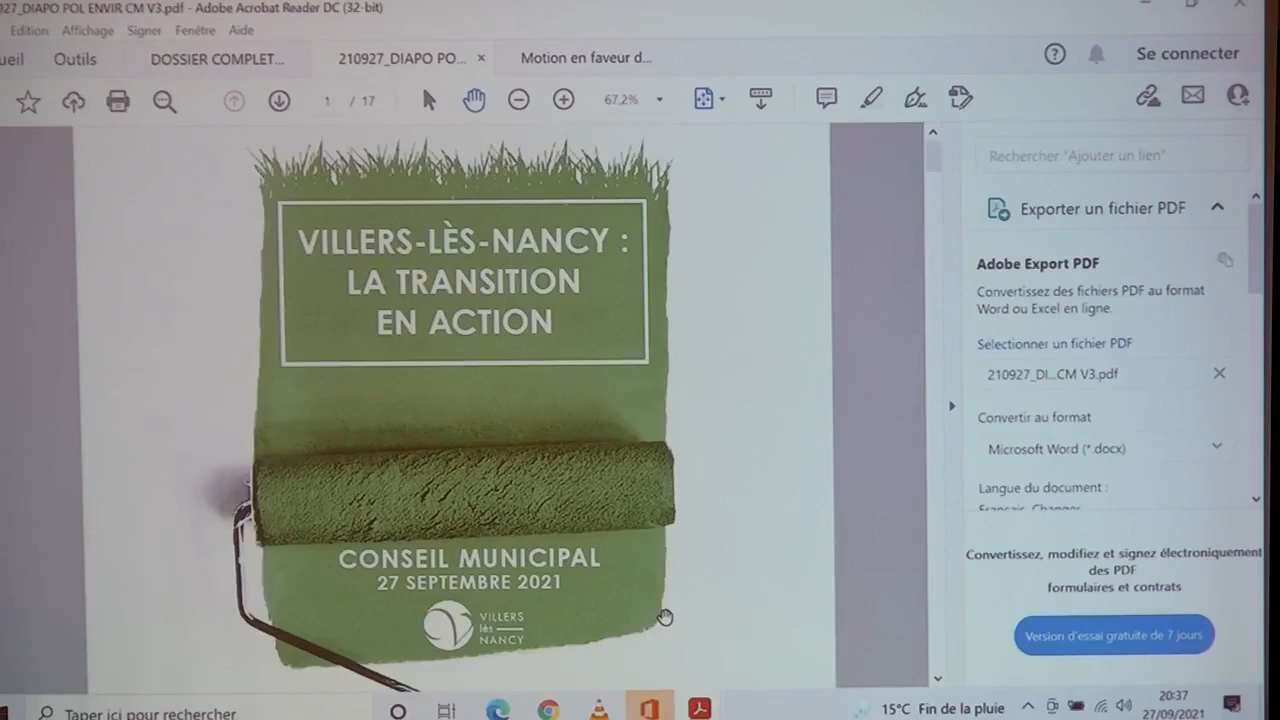 927_DIAPO POL ENVIR CM V3.pdf - Adobe Acrobat Reader DC (32-bit)
Edition Affichage Signer Fenêtre Aide
ueil Outils DOSSIER COMPLET... 210927_DIAPO PO... × Motion en faveur d... Se connecter
1 / 17 67,2%
VILLERS-LÈS-NANCY :
LA TRANSITION
EN ACTION
CONSEIL MUNICIPAL
27 SEPTEMBRE 2021
VILLERS
lès
NANCY
Rechercher "Ajouter un lien"
Exporter un fichier PDF
Adobe Export PDF
Convertissez des fichiers PDF au format
Word ou Excel en ligne.
Sélectionner un fichier PDF
210927_DI...CM V3.pdf ×
Convertir au format
Microsoft Word (*.docx)
Langue du document :
Français Changer
Convertissez, modifiez et signez électroniquement
des PDF
formulaires et contrats
Version d'essai gratuite de 7 jours
Taper ici pour rechercher 15°C Fin de la pluie 20:37
27/09/2021